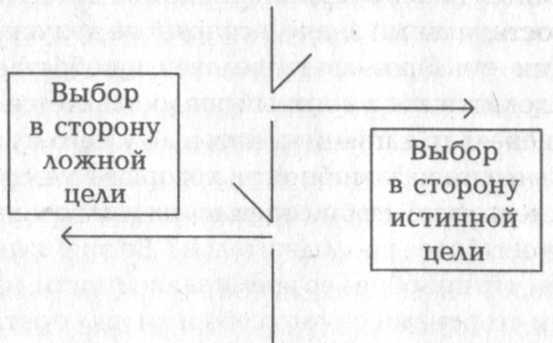 Выбор
в сторону
ложной
цели
Выбор
в сторону
истинной
цели